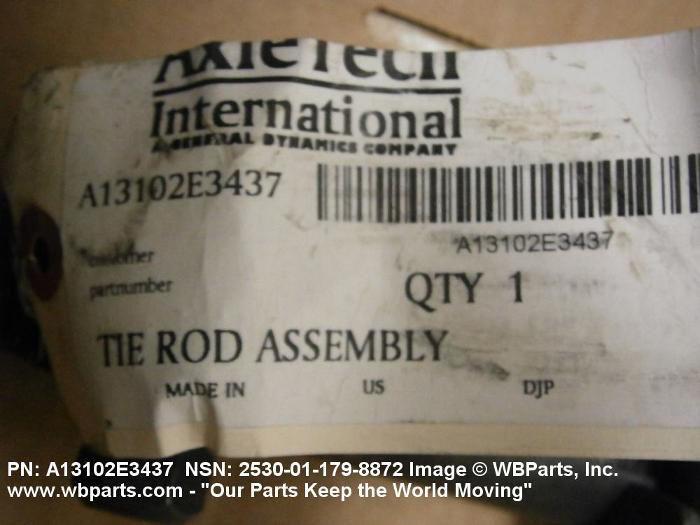 AxleTech
International
A GENERAL DYNAMICS COMPANY
A13102E3437
A13102E3437
customer
partnumber
QTY 1
TIE ROD ASSEMBLY
MADE IN US DJP
PN: A13102E3437 NSN: 2530-01-179-8872 Image © WBParts, Inc.
www.wbparts.com - "Our Parts Keep the World Moving"